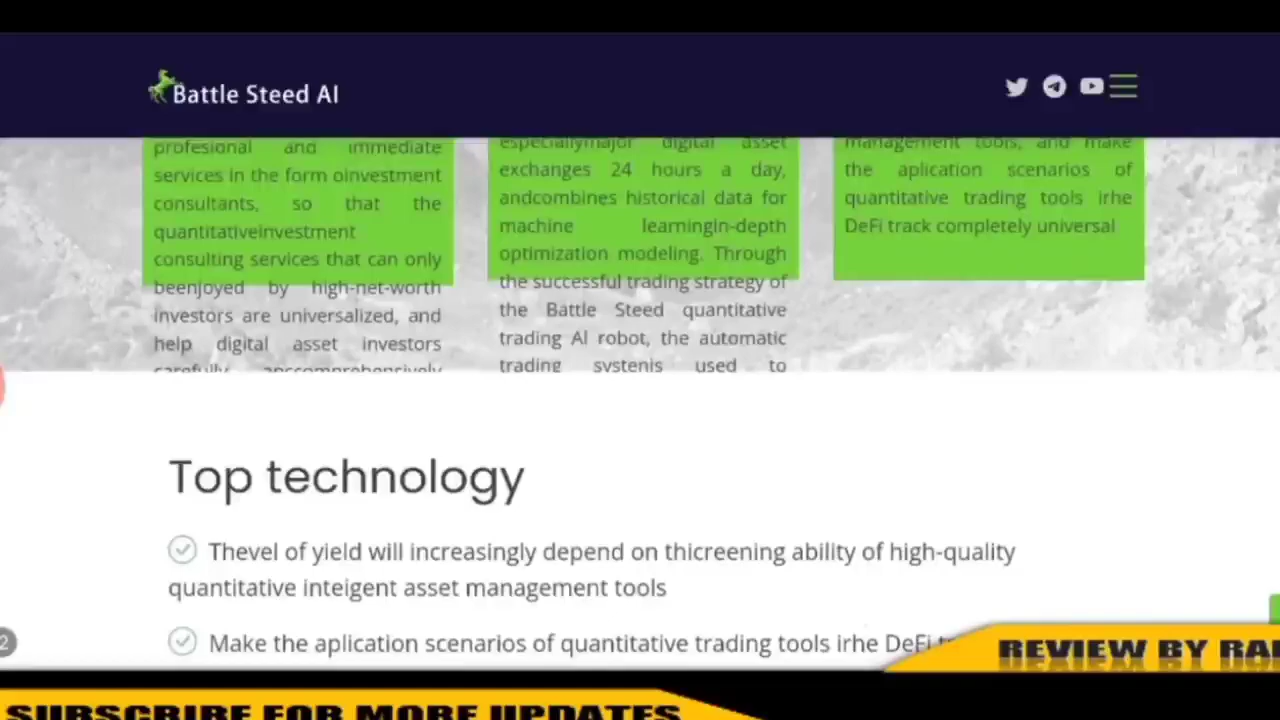 Battle Steed AI
profesional and immediate
services in the form oinvestment
consultants, so that the
quantitativeinvestment
consulting services that can only
beenjoyed by high-net-worth
investors are universalized, and
help digital asset investors
carefully anscomprehensively
especiallymajor digital asset
exchanges 24 hours a day,
andcombines historical data for
machine learningln-depth
optimization modeling. Through
the successful trading strategy of
the Battle Steed quantitative
trading Al robot, the automatic
trading systenis used to
management tools, and make
the aplication scenarios of
quantitative trading tools irhe
DeFi track completely universal
Top technology
Thevel of yield will increasingly depend on thicreening ability of high-quality
quantitative inteigent asset management tools
Make the aplication scenarios of quantitative trading tools irhe DeFi
2
REVIEW BY
SUBSCRIBE FOR MORE UPDATES